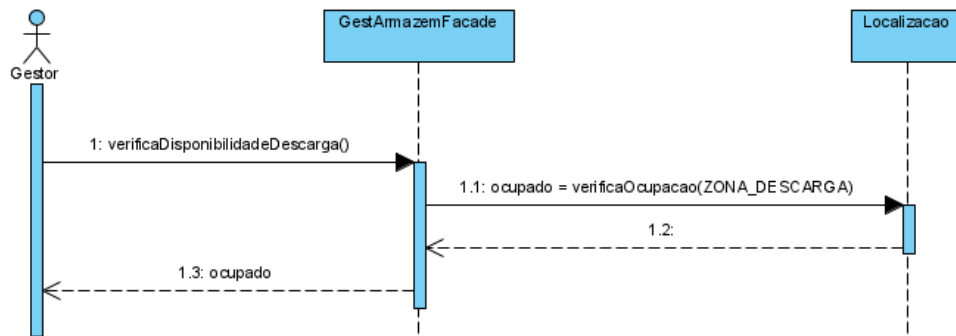 GestArmazemFacade
Localizacao
Gestor
1: verificaDisponibilidadeDescarga()
1.1: ocupado = verificaOcupacao(ZONA_DESCARGA)
1.2:
1.3: ocupado